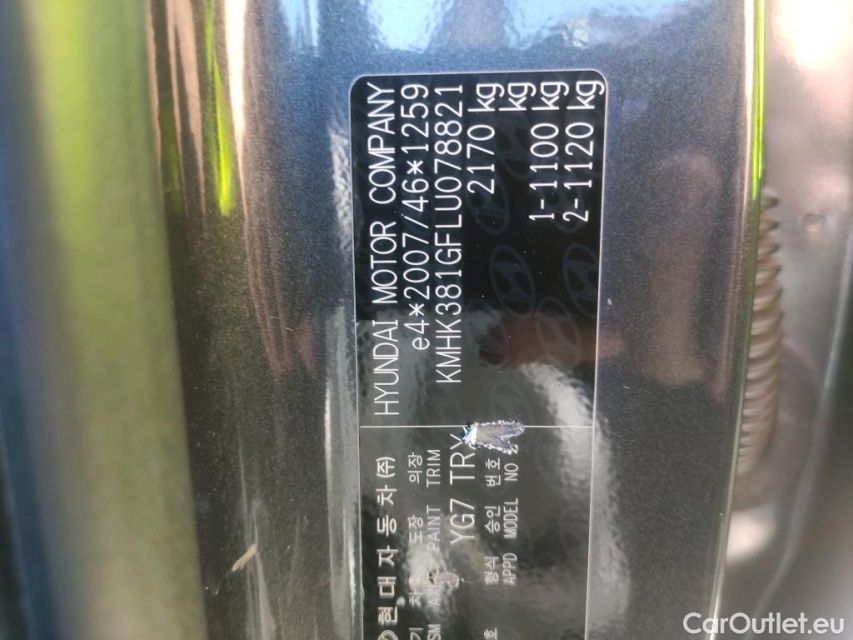 HYUNDAI MOTOR COMPANY
e4*2007/46*1259
KMHK381GFLU078821
2170 kg
kg
1-1100 kg
2-1120 kg
현대자동차(주)
도장 의장
PAINT TRIM
YG7 TRY
형식 승인 번호
APPD MODEL NO
CarOutlet.eu